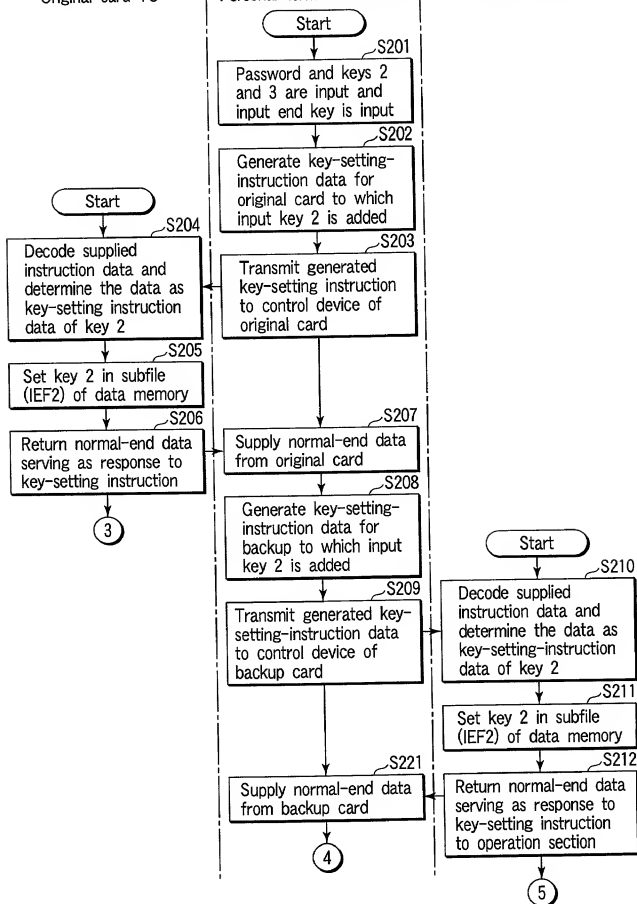 Original card
Start
S201
Password and keys 2
and 3 are input and
input end key is input
S202
Generate key-setting-
instruction data for
original card to which
input key 2 is added
S203
Transmit generated
key-setting instruction
to control device of
original card
Start
S204
Decode supplied
instruction data and
determine the data as
key-setting instruction
data of key 2
S205
Set key 2 in subfile
(IEF2) of data memory
S206
Return normal-end data
serving as response to
key-setting instruction
3
S207
Supply normal-end data
from original card
S208
Generate key-setting-
instruction data for
backup to which input
key 2 is added
S209
Transmit generated key-
setting-instruction data
to control device of
backup card
Start
S210
Decode supplied
instruction data and
determine the data as
key-setting-instruction
data of key 2
S211
Set key 2 in subfile
(IEF2) of data memory
S212
Return normal-end data
serving as response to
key-setting instruction
to operation section
5
S221
Supply normal-end data
from backup card
4